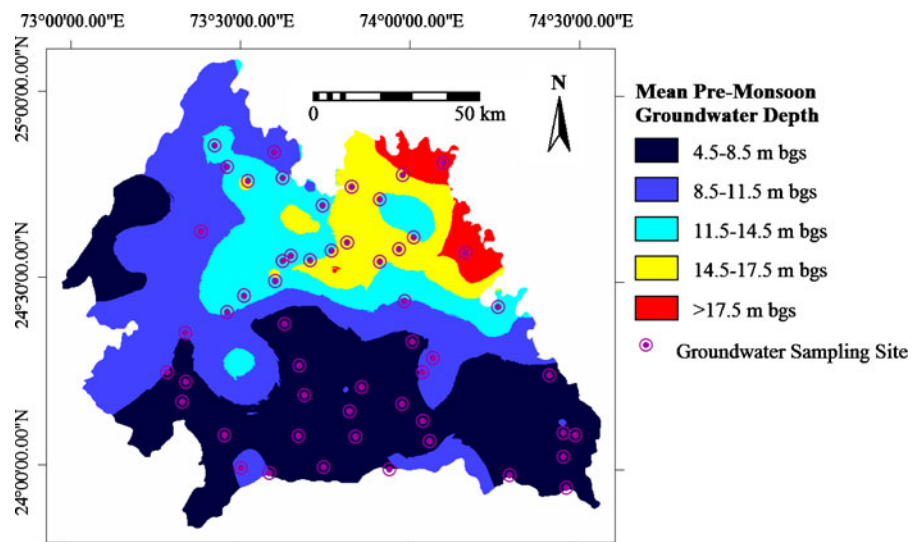 73°00'00.00"E 73°30'00.00"E 74°00'00.00"E 74°30'00.00"E
25°00'00.00"N
24°30'00.00"N
24°00'00.00"N
0 50 km
N
Mean Pre-Monsoon
Groundwater Depth
4.5-8.5 m bgs
8.5-11.5 m bgs
11.5-14.5 m bgs
14.5-17.5 m bgs
>17.5 m bgs
Groundwater Sampling Site